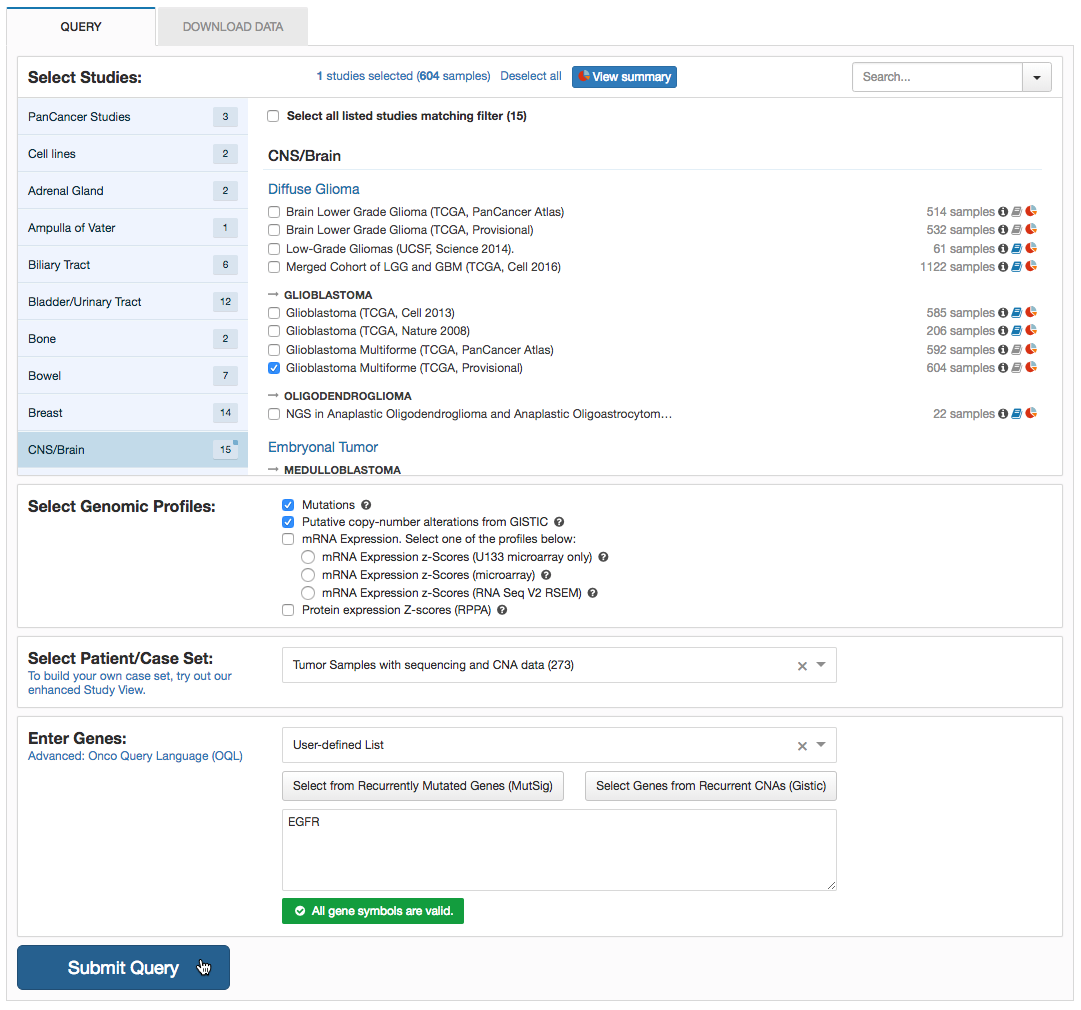 QUERY
DOWNLOAD DATA
Select Studies:
1 studies selected (604 samples) Deselect all View summary
Search...
PanCancer Studies 3
Cell lines 2
Adrenal Gland 2
Ampulla of Vater 1
Biliary Tract 6
Bladder/Urinary Tract 12
Bone 2
Bowel 7
Breast 14
CNS/Brain 15
Select all listed studies matching filter (15)
CNS/Brain
Diffuse Glioma
Brain Lower Grade Glioma (TCGA, PanCancer Atlas) 514 samples
Brain Lower Grade Glioma (TCGA, Provisional) 532 samples
Low-Grade Gliomas (UCSF, Science 2014). 61 samples
Merged Cohort of LGG and GBM (TCGA, Cell 2016) 1122 samples
→ GLIOBLASTOMA
Glioblastoma (TCGA, Cell 2013) 585 samples
Glioblastoma (TCGA, Nature 2008) 206 samples
Glioblastoma Multiforme (TCGA, PanCancer Atlas) 592 samples
Glioblastoma Multiforme (TCGA, Provisional) 604 samples
→ OLIGODENDROGLIOMA
NGS in Anaplastic Oligodendroglioma and Anaplastic Oligoastrocytom... 22 samples
Embryonal Tumor
→ MEDULLOBLASTOMA
Select Genomic Profiles:
Mutations
Putative copy-number alterations from GISTIC
mRNA Expression. Select one of the profiles below:
mRNA Expression z-Scores (U133 microarray only)
mRNA Expression z-Scores (microarray)
mRNA Expression z-Scores (RNA Seq V2 RSEM)
Protein expression Z-scores (RPPA)
Select Patient/Case Set:
To build your own case set, try out our
enhanced Study View.
Tumor Samples with sequencing and CNA data (273)
Enter Genes:
Advanced: Onco Query Language (OQL)
User-defined List
Select from Recurrently Mutated Genes (MutSig)
Select Genes from Recurrent CNAs (Gistic)
EGFR
All gene symbols are valid.
Submit Query